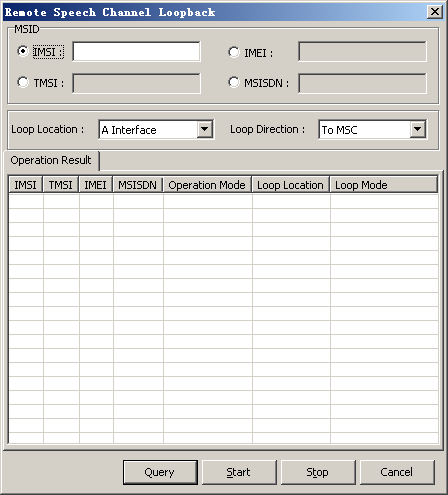 Remote Speech Channel Loopback
MSID
IMSI : IMEI :
TMSI : MSISDN :
Loop Location : A Interface Loop Direction : To MSC
Operation Result
IMSI TMSI IMEI MSISDN Operation Mode Loop Location Loop Mode
Query Start Stop Cancel